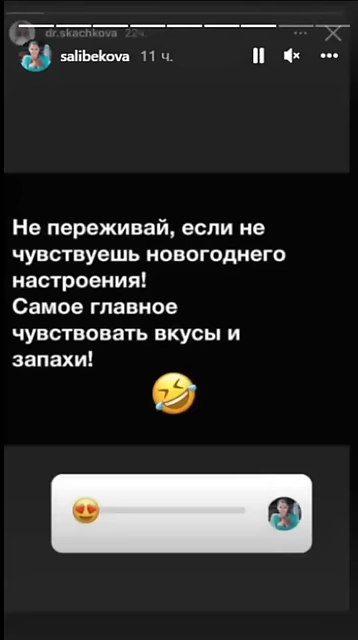 dr.skachkova 22ч.
salibekova 11 ч.
Не переживай, если не
чувствуешь новогоднего
настроения!
Самое главное
чувствовать вкусы и
запахи!